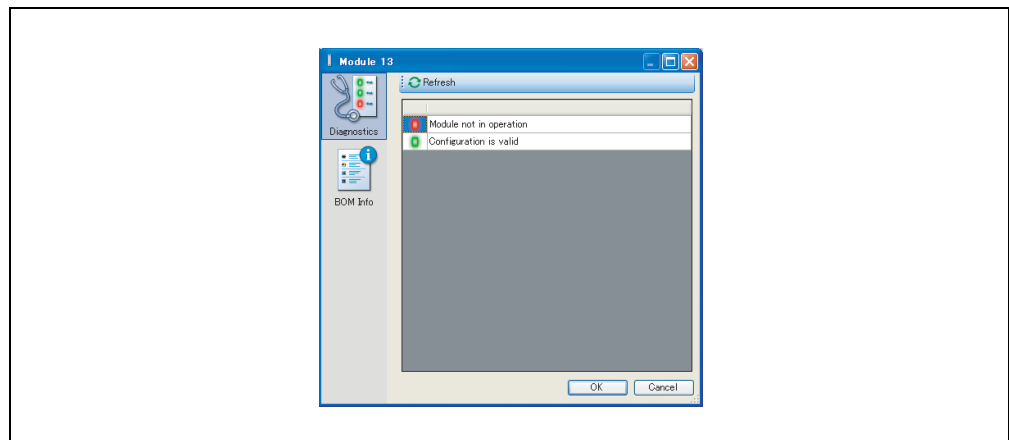 Module 13
Refresh
Diagnostics
Module not in operation
Configuration is valid
BOM Info
OK
Cancel